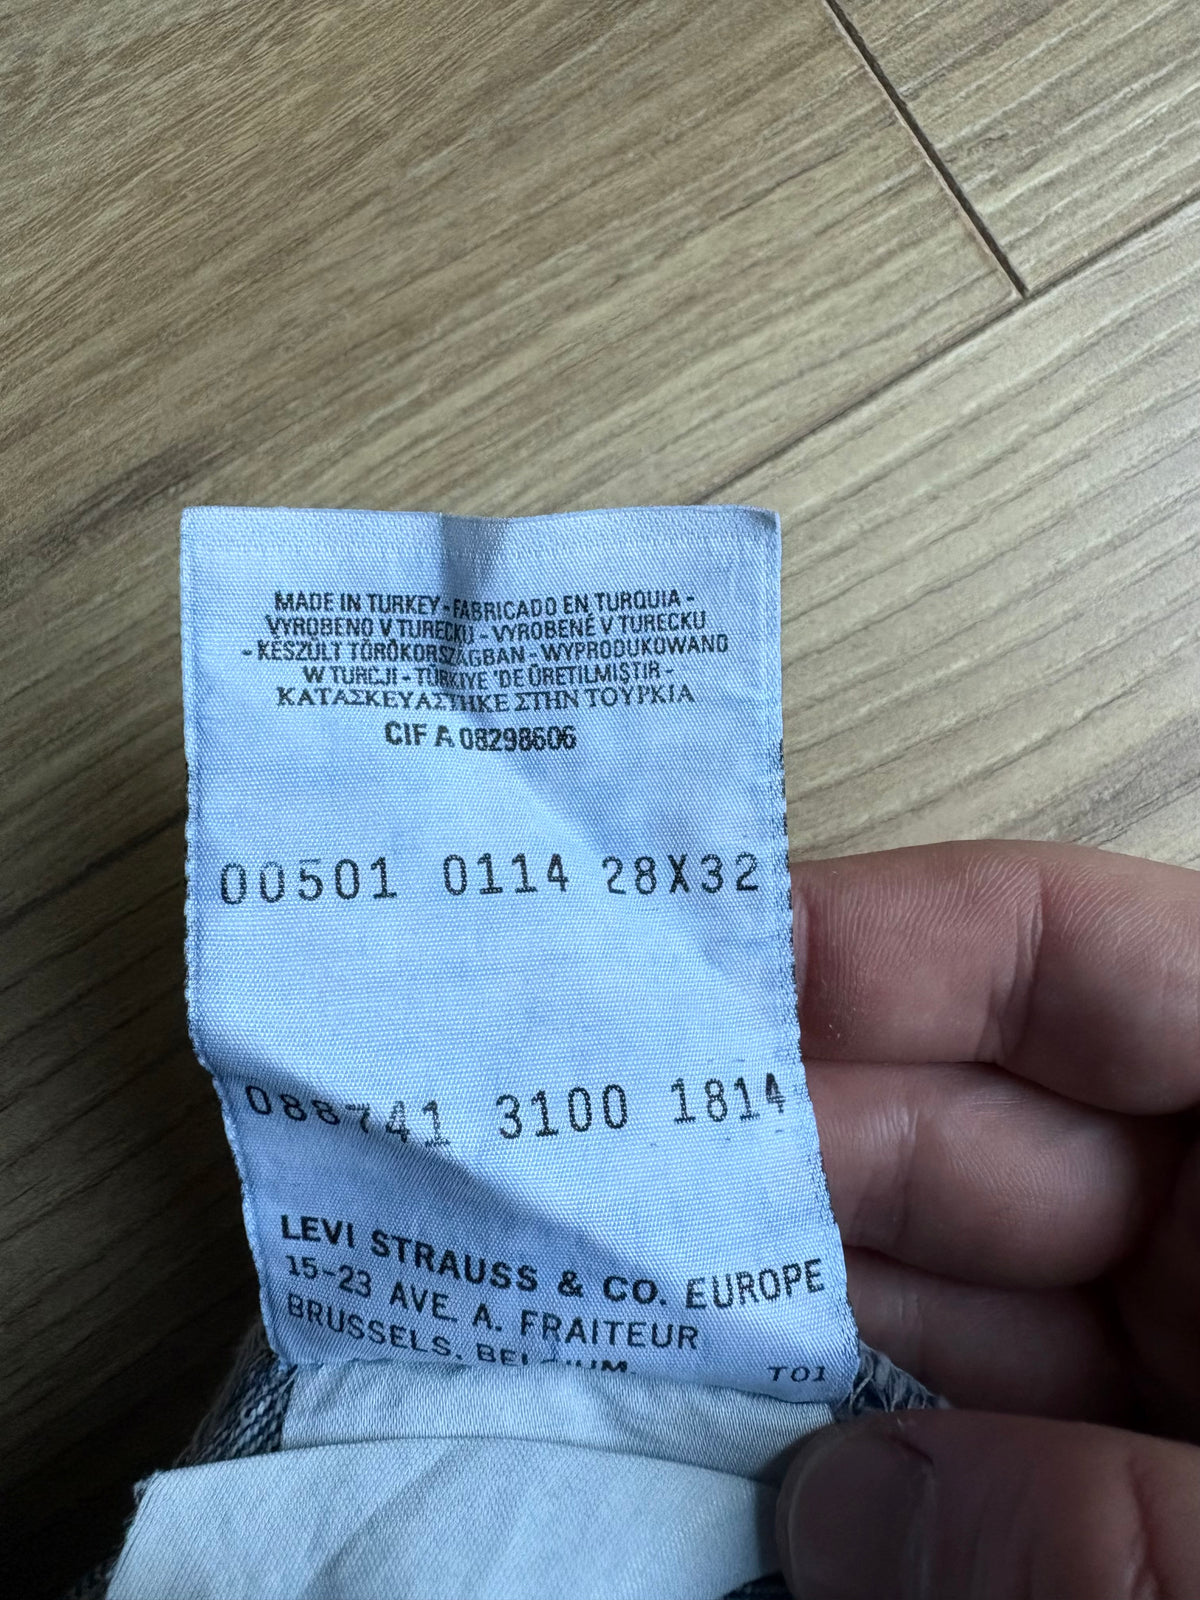 MADE IN TURKEY - FABRICADO EN TURQUIA -
VYROBENO V TURECKU - VYROBENÉ V TURECKU
- KÉSZÜLT TÖRÖKORSZÁGBAN - WYPRODUKOWANO
W TURCJI - TÜRKIYE 'DE ÜRETILMIŞTIR -
ΚΑΤΑΣΚΕΥΑΣΤΗΚΕ ΣΤΗΝ ΤΟΥΡΚΙΑ
CIF A 08298606
00501 0114 28X32
088741 3100 1814
LEVI STRAUSS & CO. EUROPE
15-23 AVE. A. FRAITEUR
BRUSSELS. BELGIUM.
T01